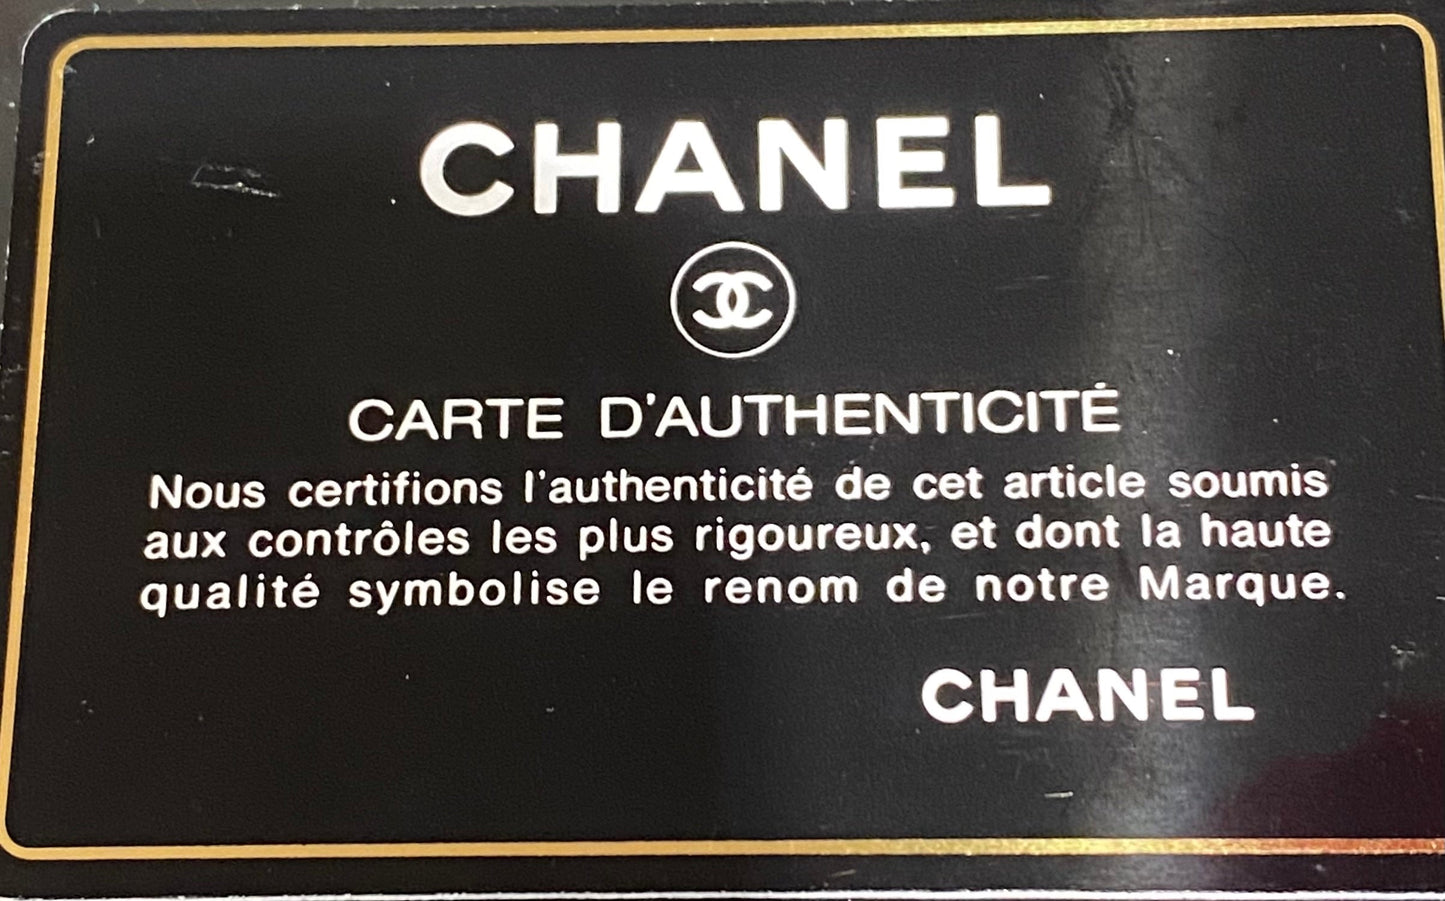 CHANEL
CARTE D'AUTHENTICITÉ
Nous certifions l'authenticité de cet article soumis
aux contrôles les plus rigoureux, et dont la haute
qualité symbolise le renom de notre Marque.
CHANEL